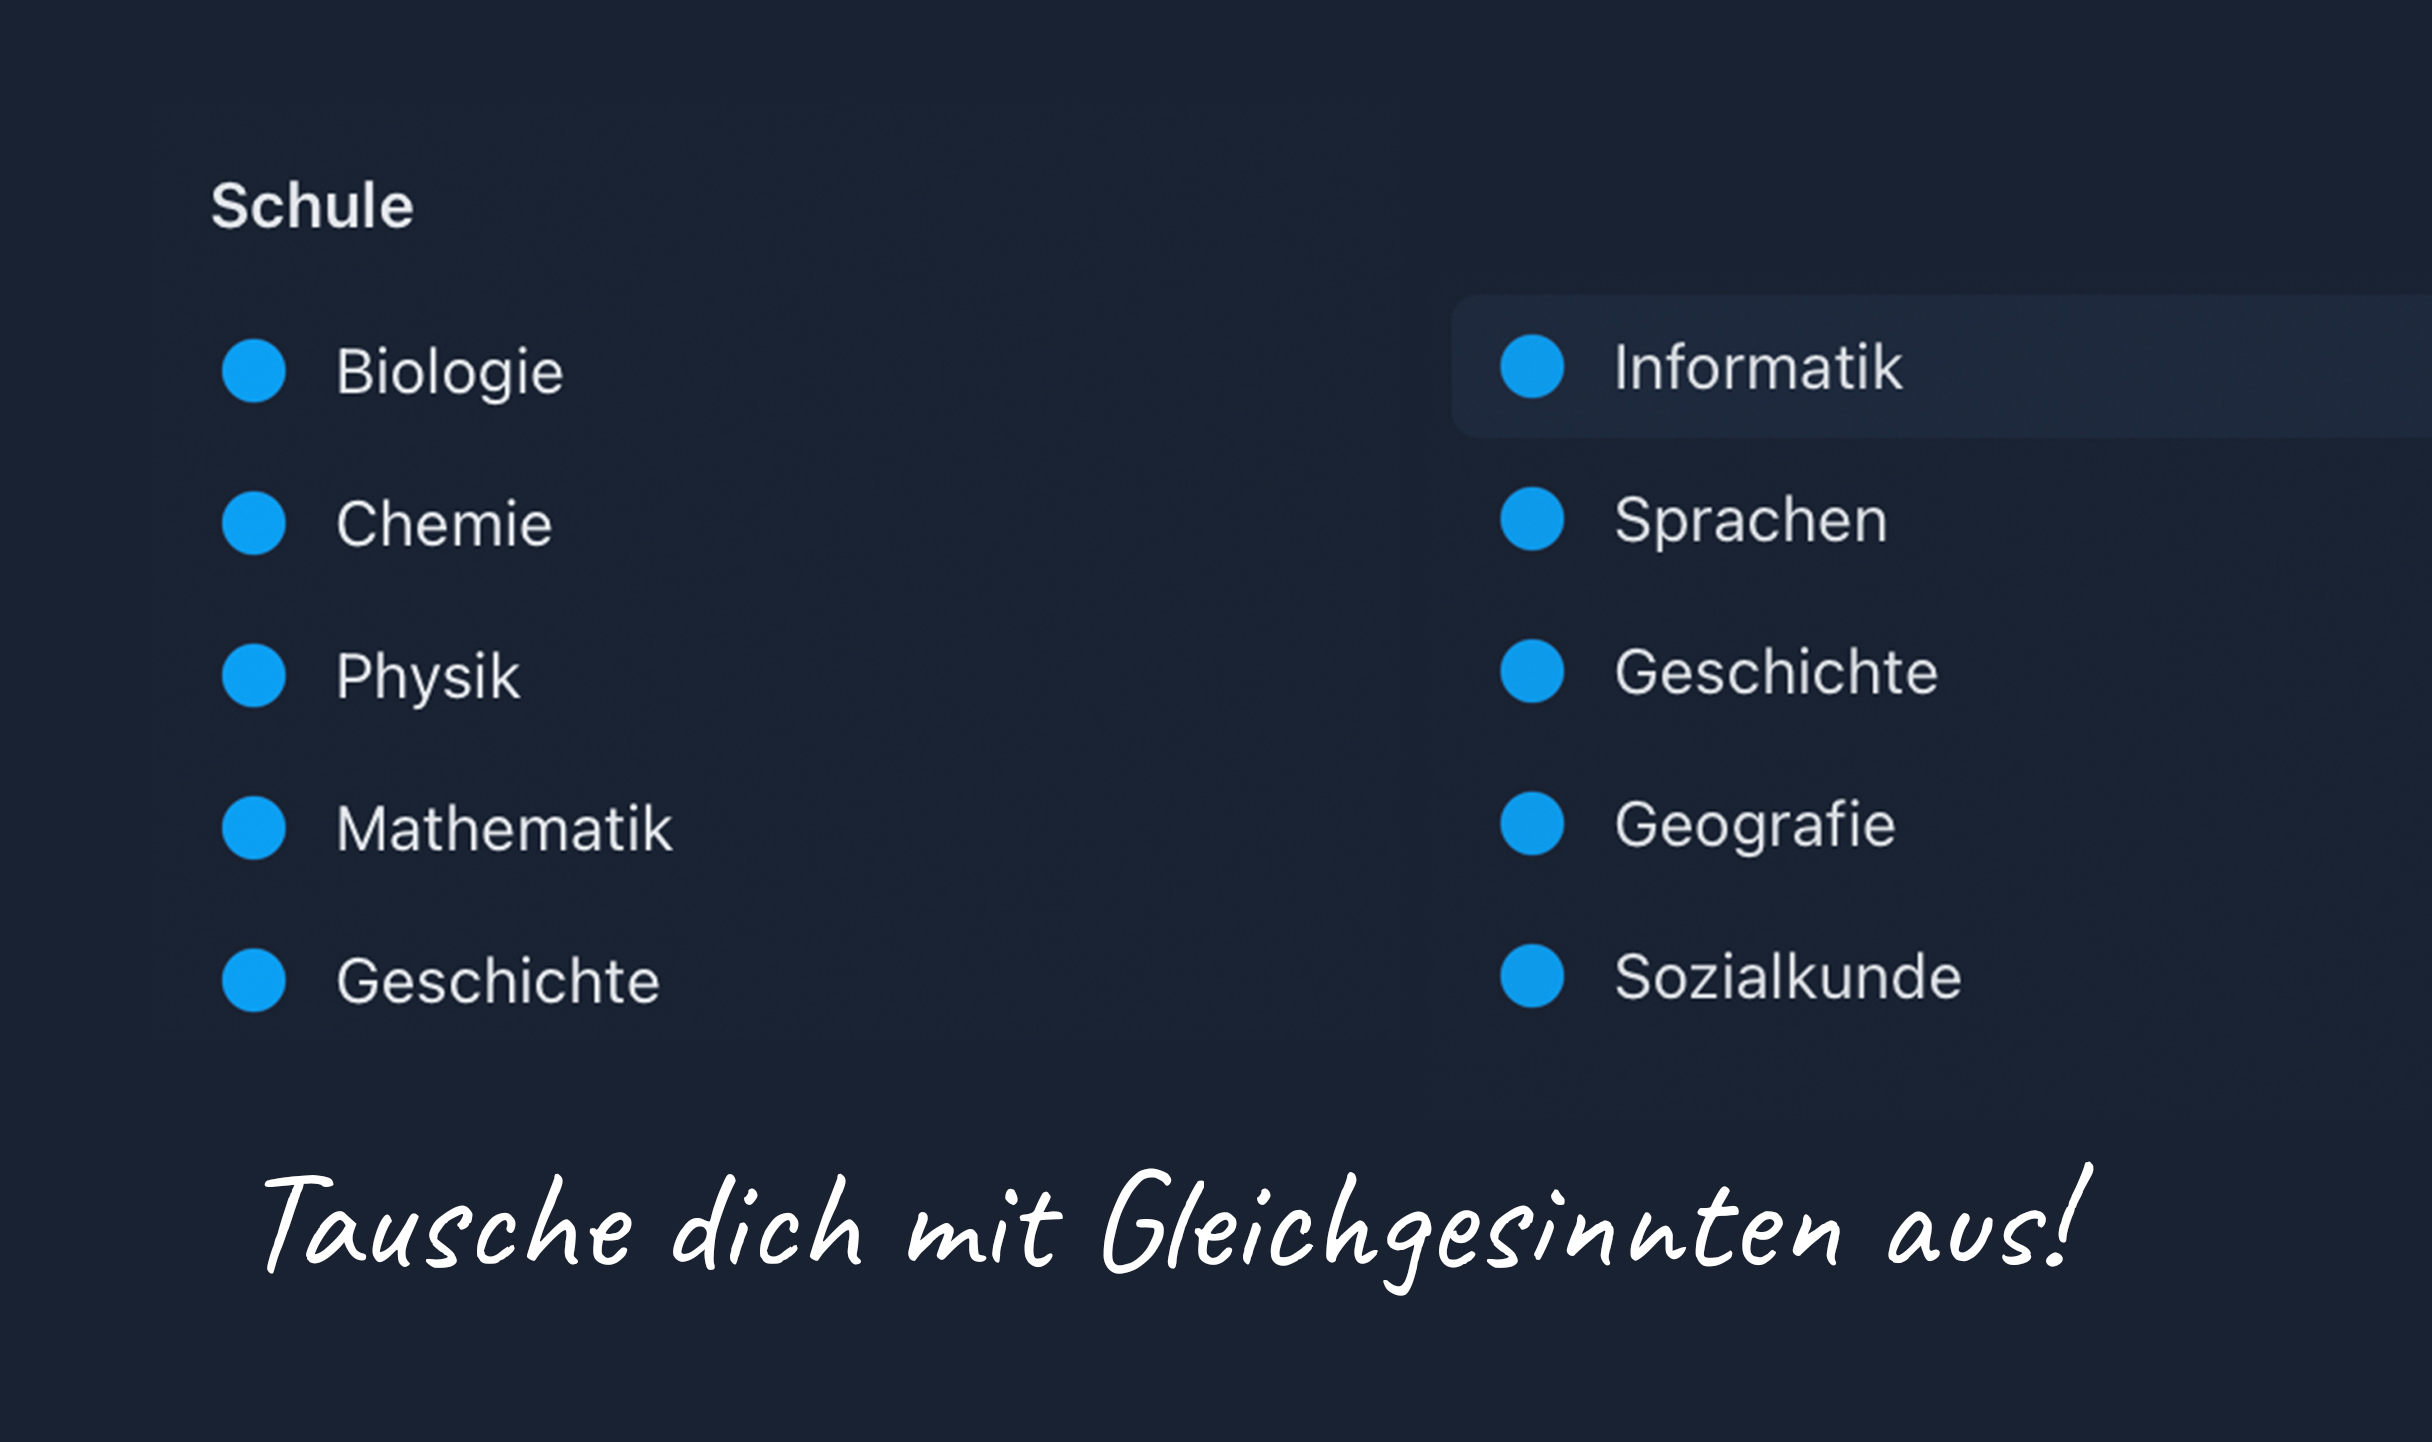 Schule
Biologie
Chemie
Physik
Mathematik
Geschichte
Informatik
Sprachen
Geschichte
Geografie
Sozialkunde
Tausche dich mit Gleichgesinnten aus!